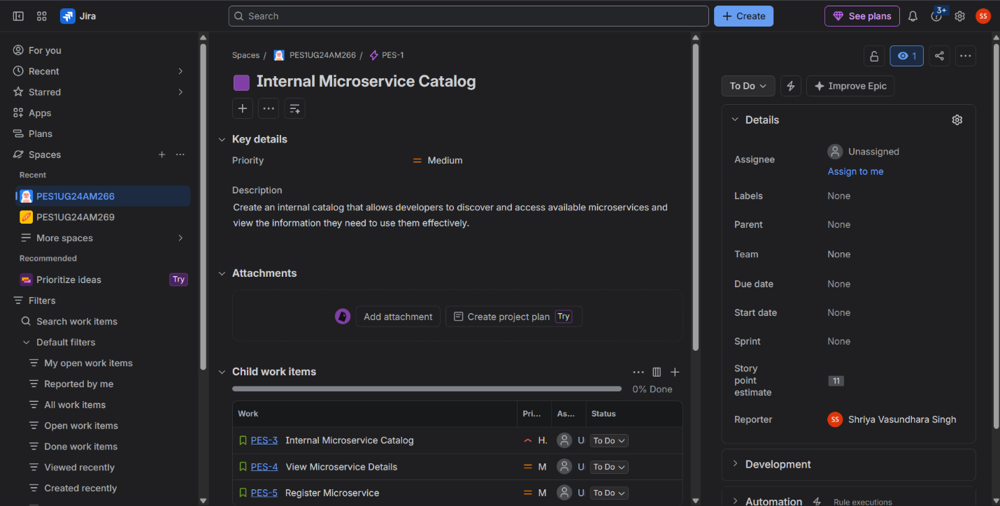 Jira
Search
Create
See plans
3+
SS
For you
Recent
Starred
Apps
Plans
Spaces
Recent
PES1UG24AM266
PES1UG24AM269
More spaces
Recommended
Prioritize ideas
Try
Filters
Search work items
Default filters
My open work items
Reported by me
All work items
Open work items
Done work items
Viewed recently
Created recently
Spaces / PES1UG24AM266 / PES-1
Internal Microservice Catalog
Key details
Priority
Medium
Description
Create an internal catalog that allows developers to discover and access available microservices and
view the information they need to use them effectively.
Attachments
Add attachment
Create project plan Try
Child work items
0% Done
Work Pri... As... Status
PES-3 Internal Microservice Catalog H. U To Do
PES-4 View Microservice Details M U To Do
PES-5 Register Microservice M U To Do
1
To Do
Improve Epic
Details
Assignee
Unassigned
Assign to me
Labels None
Parent None
Team None
Due date None
Start date None
Sprint None
Story
point
estimate
11
Reporter
SS Shriya Vasundhara Singh
Development
Automation
Rule executions